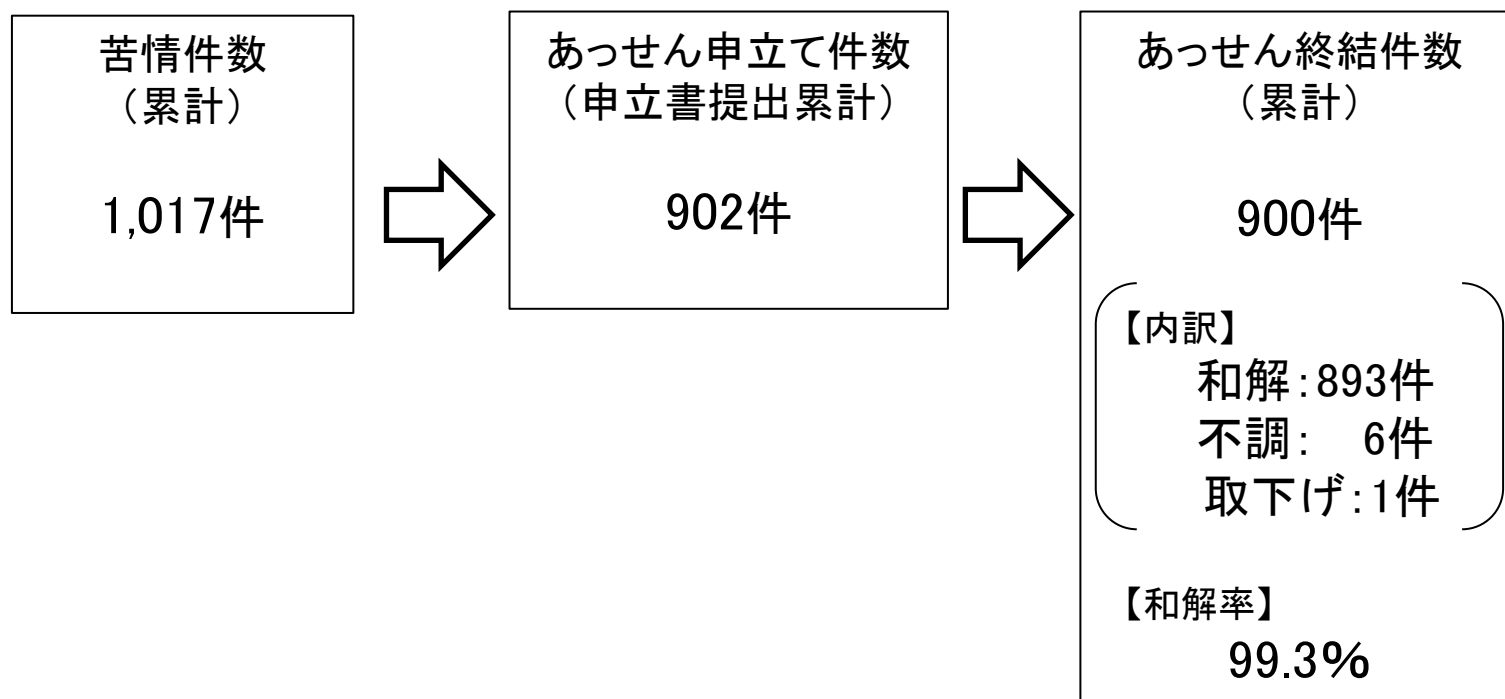 苦情件数
（累計）
1,017件
あっせん申立て件数
（申立書提出累計）
902件
あっせん終結件数
（累計）
900件
【内訳】
和解：893件
不調：　6件
取下げ：1件
【和解率】
99.3％